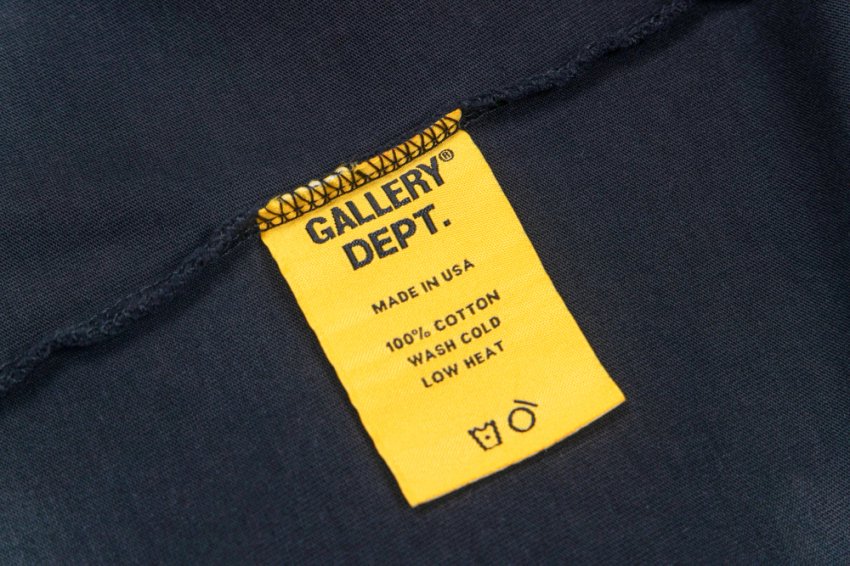 GALLERY®
DEPT.
MADE IN USA
100% COTTON
WASH COLD
LOW HEAT